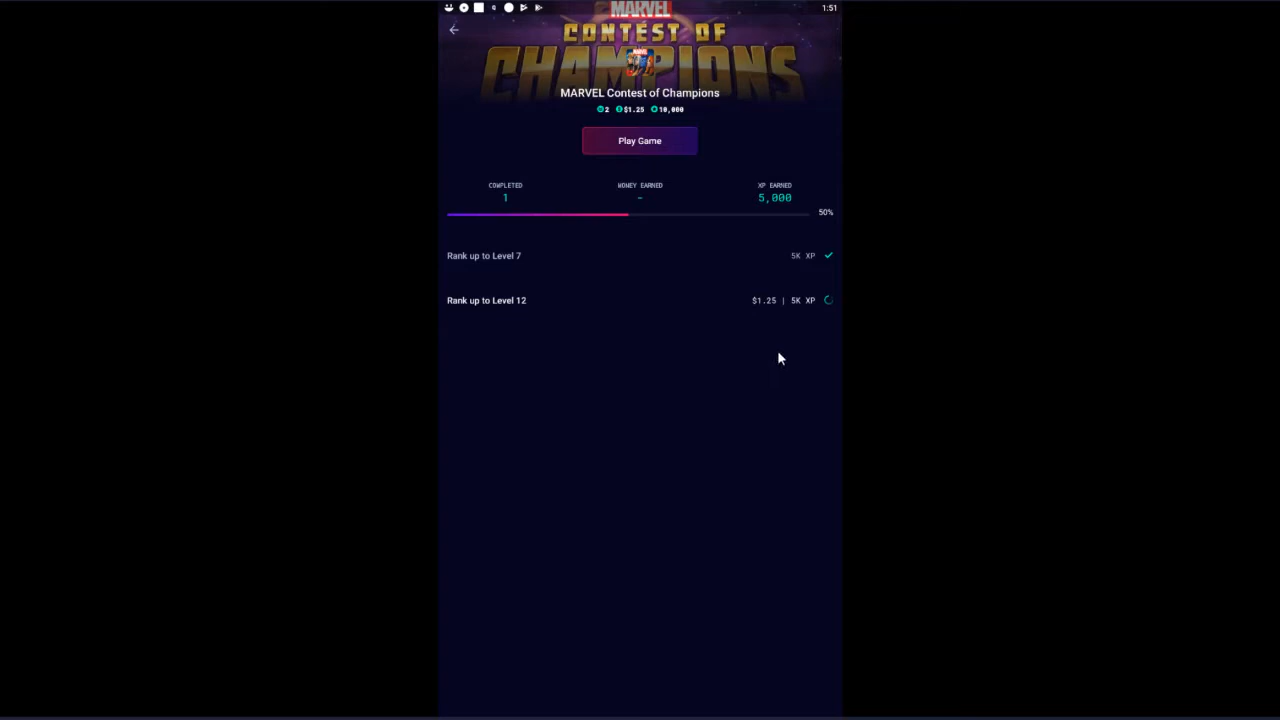 1:51
MARVEL
CONTEST OF
CHAMPIONS
MARVEL
MARVEL Contest of Champions
2 $1.25 10,000
Play Game
COMPLETED MONEY EARNED XP EARNED
1 - 5,000
50%
Rank up to Level 7 5K XP
Rank up to Level 12 $1.25 | 5K XP